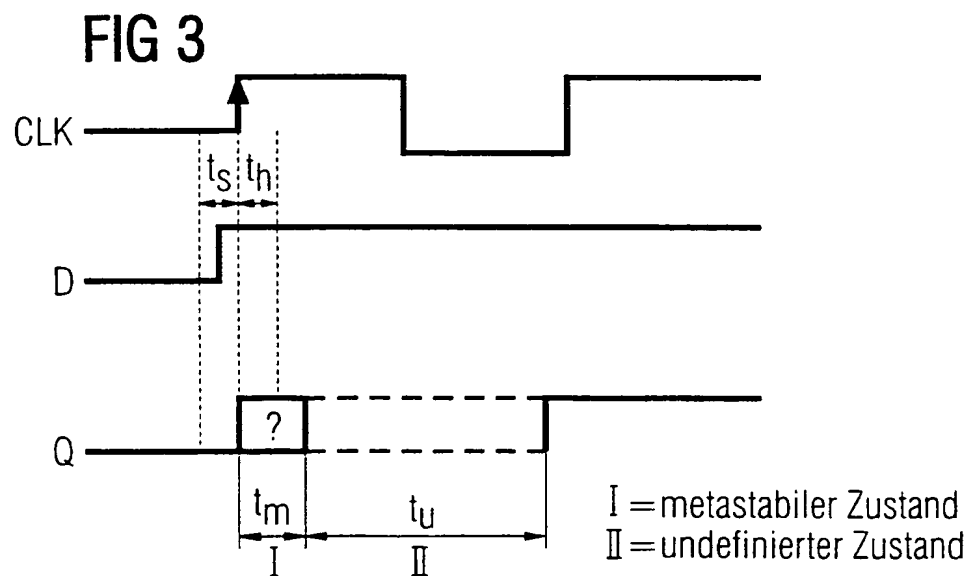 FIG 3
CLK
ts th
D
Q
?
tm tu
I II
I = metastabiler Zustand
II = undefinierter Zustand